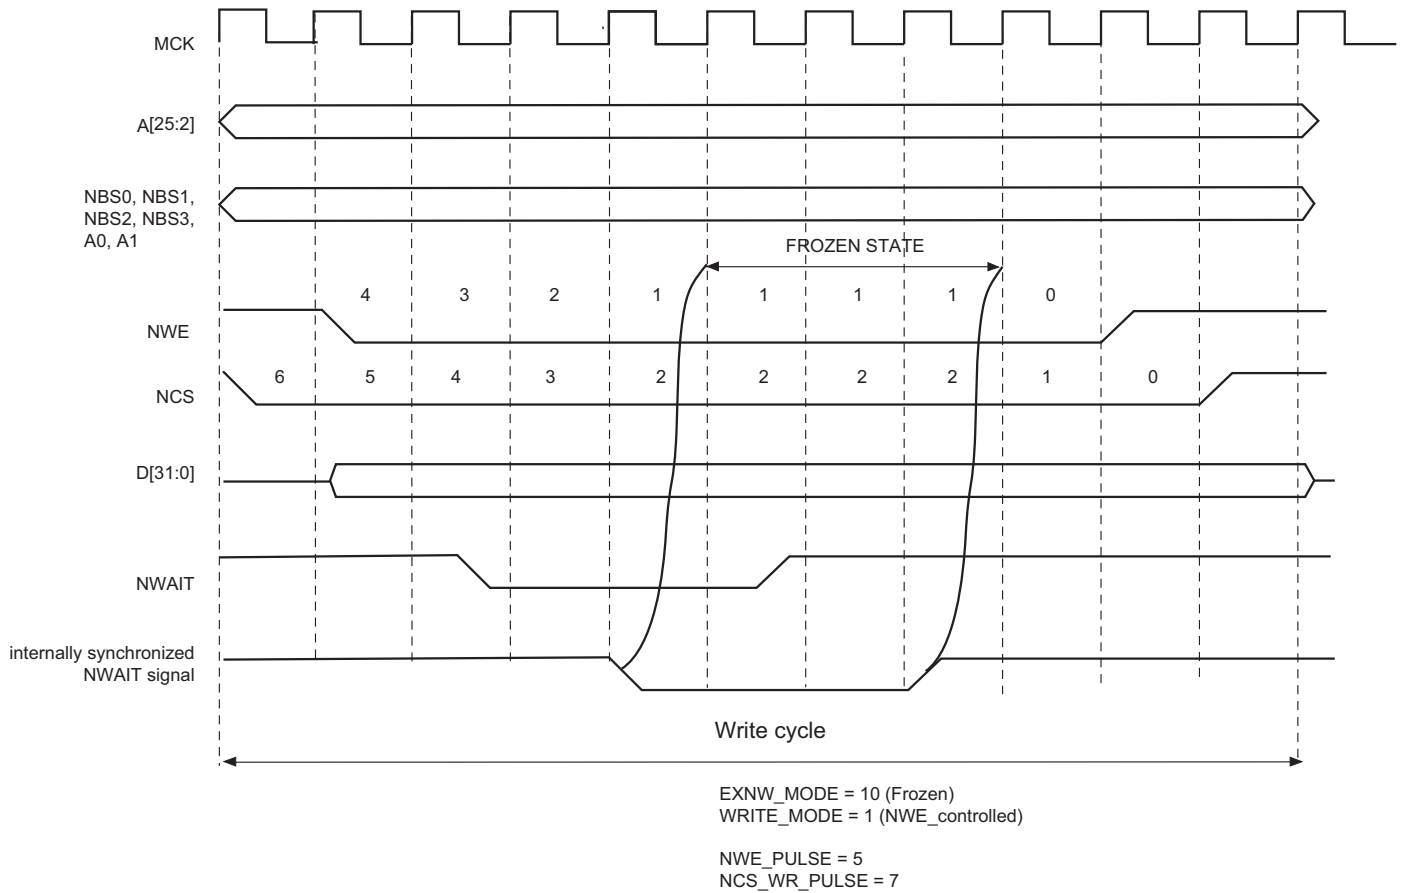 MCK
A[25:2]
NBS0, NBS1,
NBS2, NBS3,
A0, A1
FROZEN STATE
4 3 2 1 1 1 1 0
NWE
6 5 4 3 2 2 2 2 1 0
NCS
D[31:0]
NWAIT
internally synchronized
NWAIT signal
Write cycle
EXNW_MODE = 10 (Frozen)
WRITE_MODE = 1 (NWE_controlled)
NWE_PULSE = 5
NCS_WR_PULSE = 7